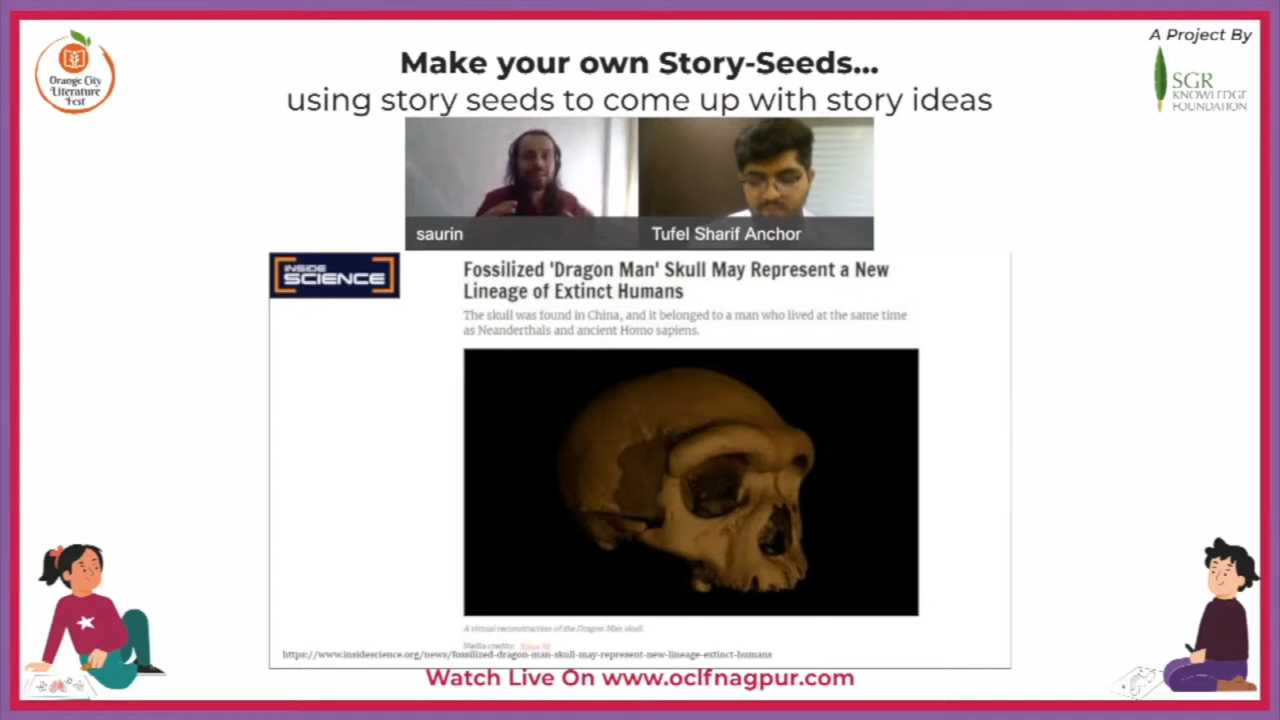 Orange City
Literature
Fest
Make your own Story-Seeds...
using story seeds to come up with story ideas
A Project By
SGR
KNOWLEDGE
FOUNDATION
saurin
Tufel Sharif Anchor
INSIDE
SCIENCE
Fossilized 'Dragon Man' Skull May Represent a New
Lineage of Extinct Humans
The skull was found in China, and it belonged to a man who lived at the same time
as Neanderthals and ancient Homo sapiens.
A virtual reconstruction of the Dragon Man skull.
Media credits:
https://www.insidescience.org/news/fossilized-dragon-man-skull-may-represent-new-lineage-extinct-humans
Watch Live On www.oclfnagpur.com